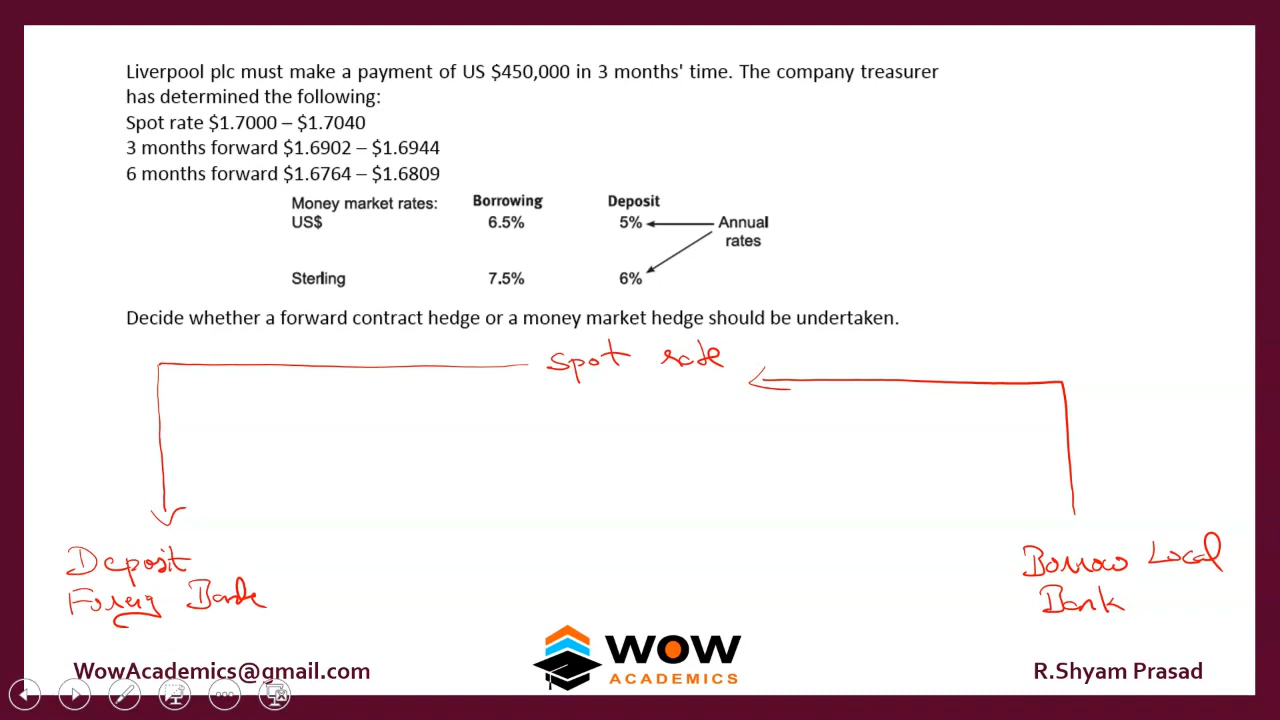 Liverpool plc must make a payment of US $450,000 in 3 months' time. The company treasurer
has determined the following:
Spot rate $1.7000 – $1.7040
3 months forward $1.6902 – $1.6944
6 months forward $1.6764 – $1.6809
Money market rates: Borrowing Deposit
US$ 6.5% 5% Annual
rates
Sterling 7.5% 6%
Decide whether a forward contract hedge or a money market hedge should be undertaken.
Spot rate
Deposit
Foreig Bank
Borrow Local
Bank
WOW
ACADEMICS
WowAcademics@gmail.com
R.Shyam Prasad